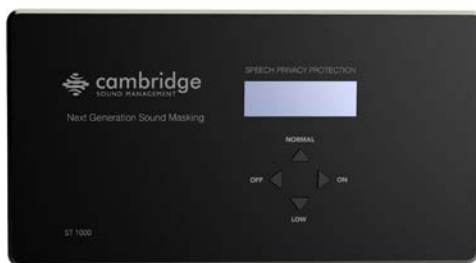 cambridge
SOUND MANAGEMENT
Next Generation Sound Masking
ST 1000
SPEECH PRIVACY PROTECTION
NORMAL
OFF
ON
LOW